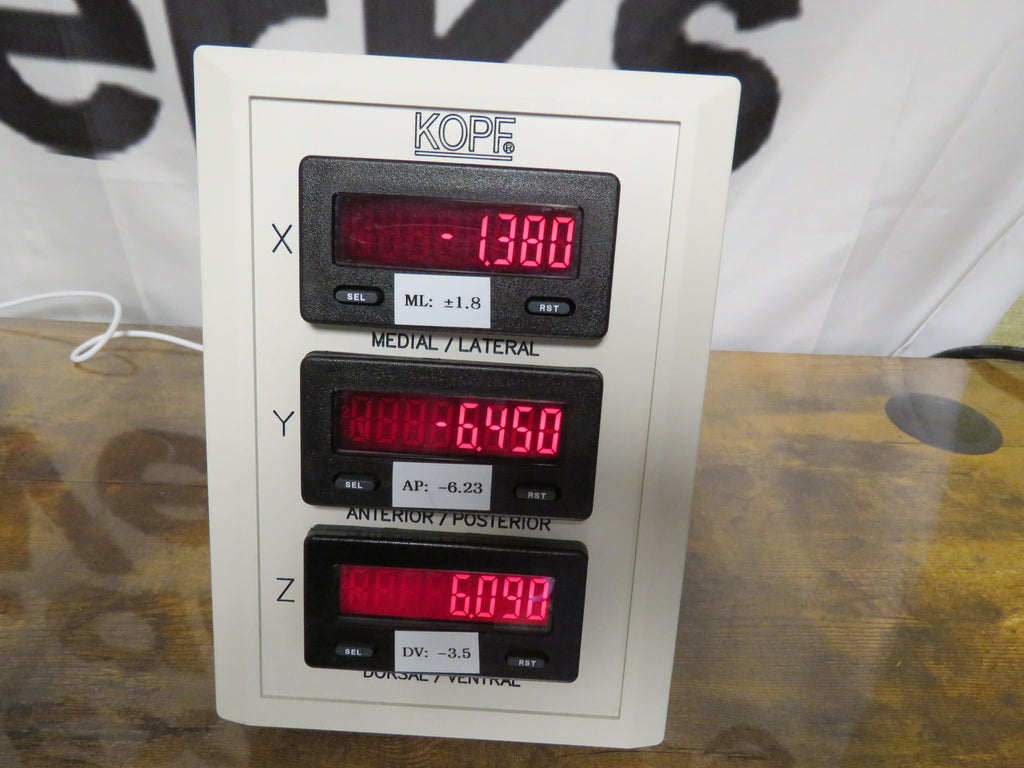 KOPF®
X
-1.380
SEL
ML: ±1.8
RST
MEDIAL / LATERAL
Y
-6.450
SEL
AP: -6.23
RST
ANTERIOR / POSTERIOR
Z
6.090
SEL
DV: -3.5
RST
DORSAL / VENTRAL